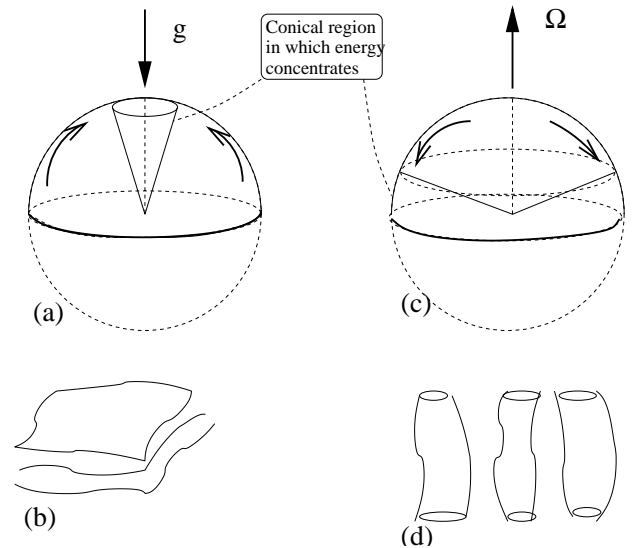 g
Conical region
in which energy
concentrates
Ω
(a)
(c)
(b)
(d)